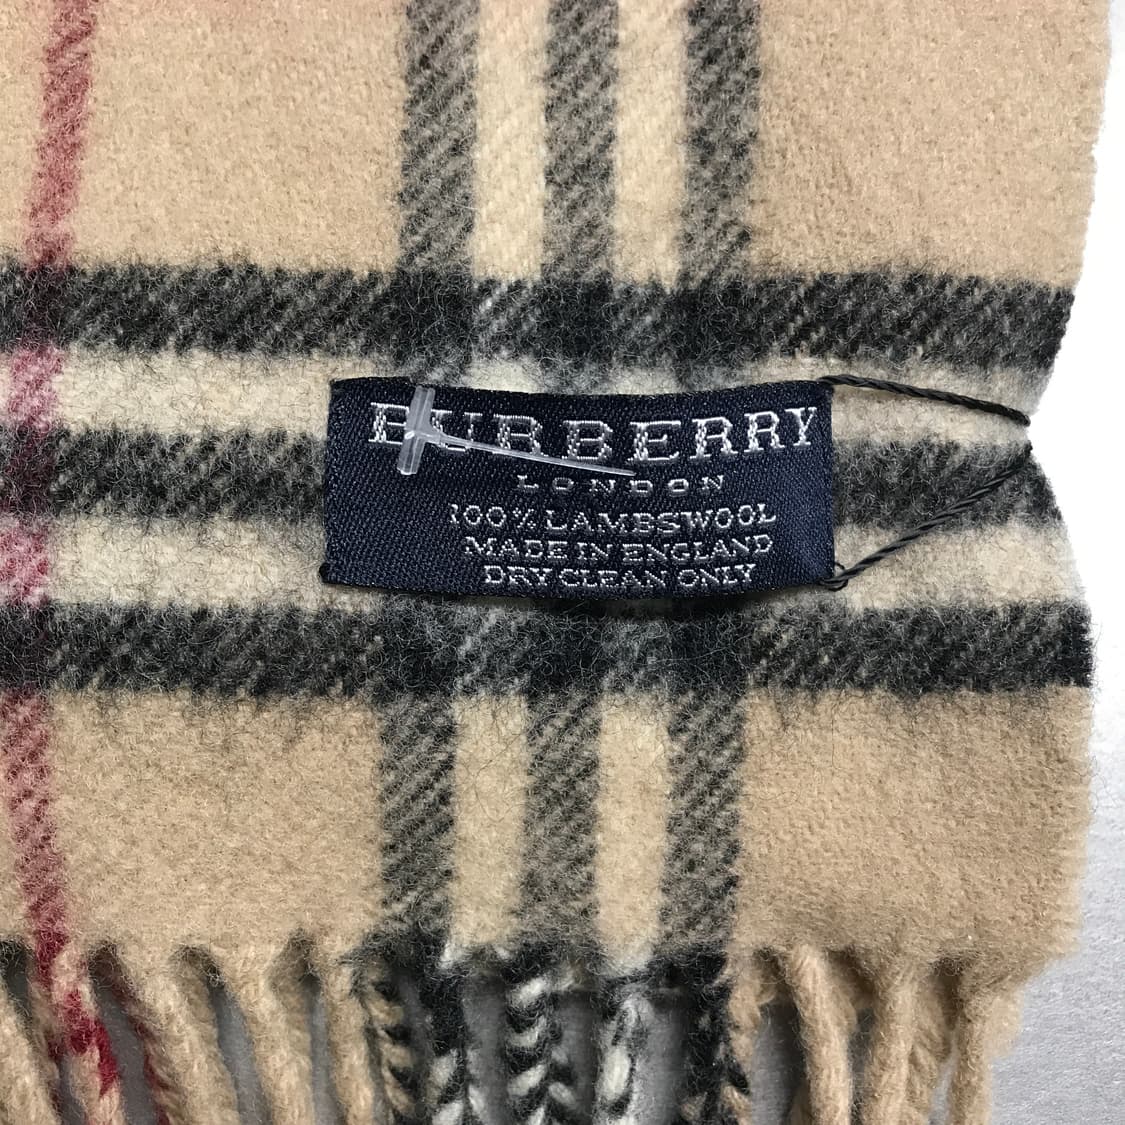 BURBERRY
LONDON
100% LAMBSWOOL
MADE IN ENGLAND
DRY CLEAN ONLY